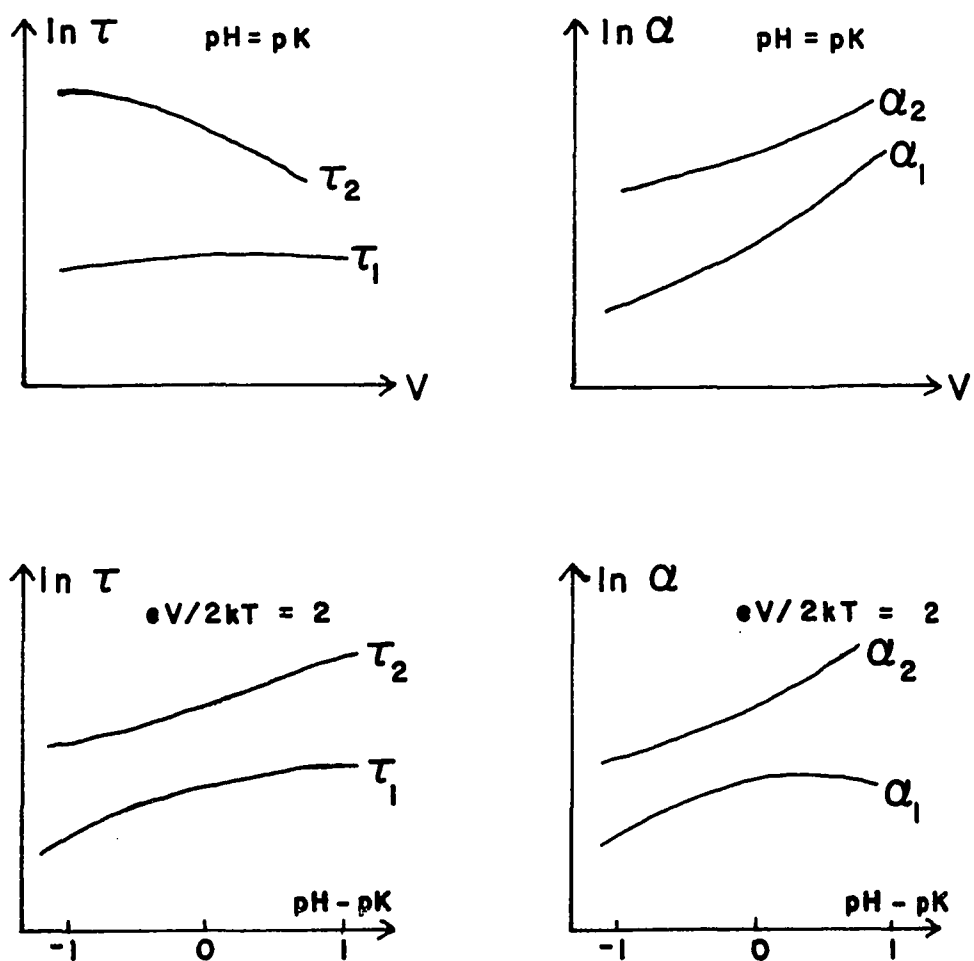 ln τ
pH = pK
τ₂
τ₁
V
ln α
pH = pK
α₂
α₁
V
ln τ
eV/2kT = 2
τ₂
τ₁
pH – pK
-1 0 1
ln α
eV/2kT = 2
α₂
α₁
pH – pK
-1 0 1